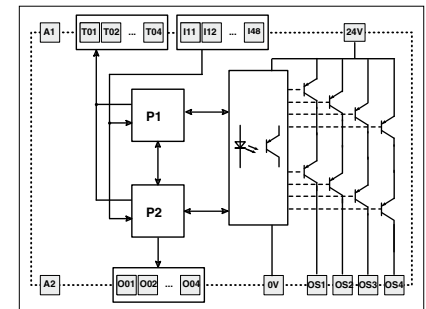 A1 T01 T02 ... T04 I11 I12 ... I48 24V
P1
P2
A2 O01 O02 ... O04 0V OS1 OS2 OS3 OS4